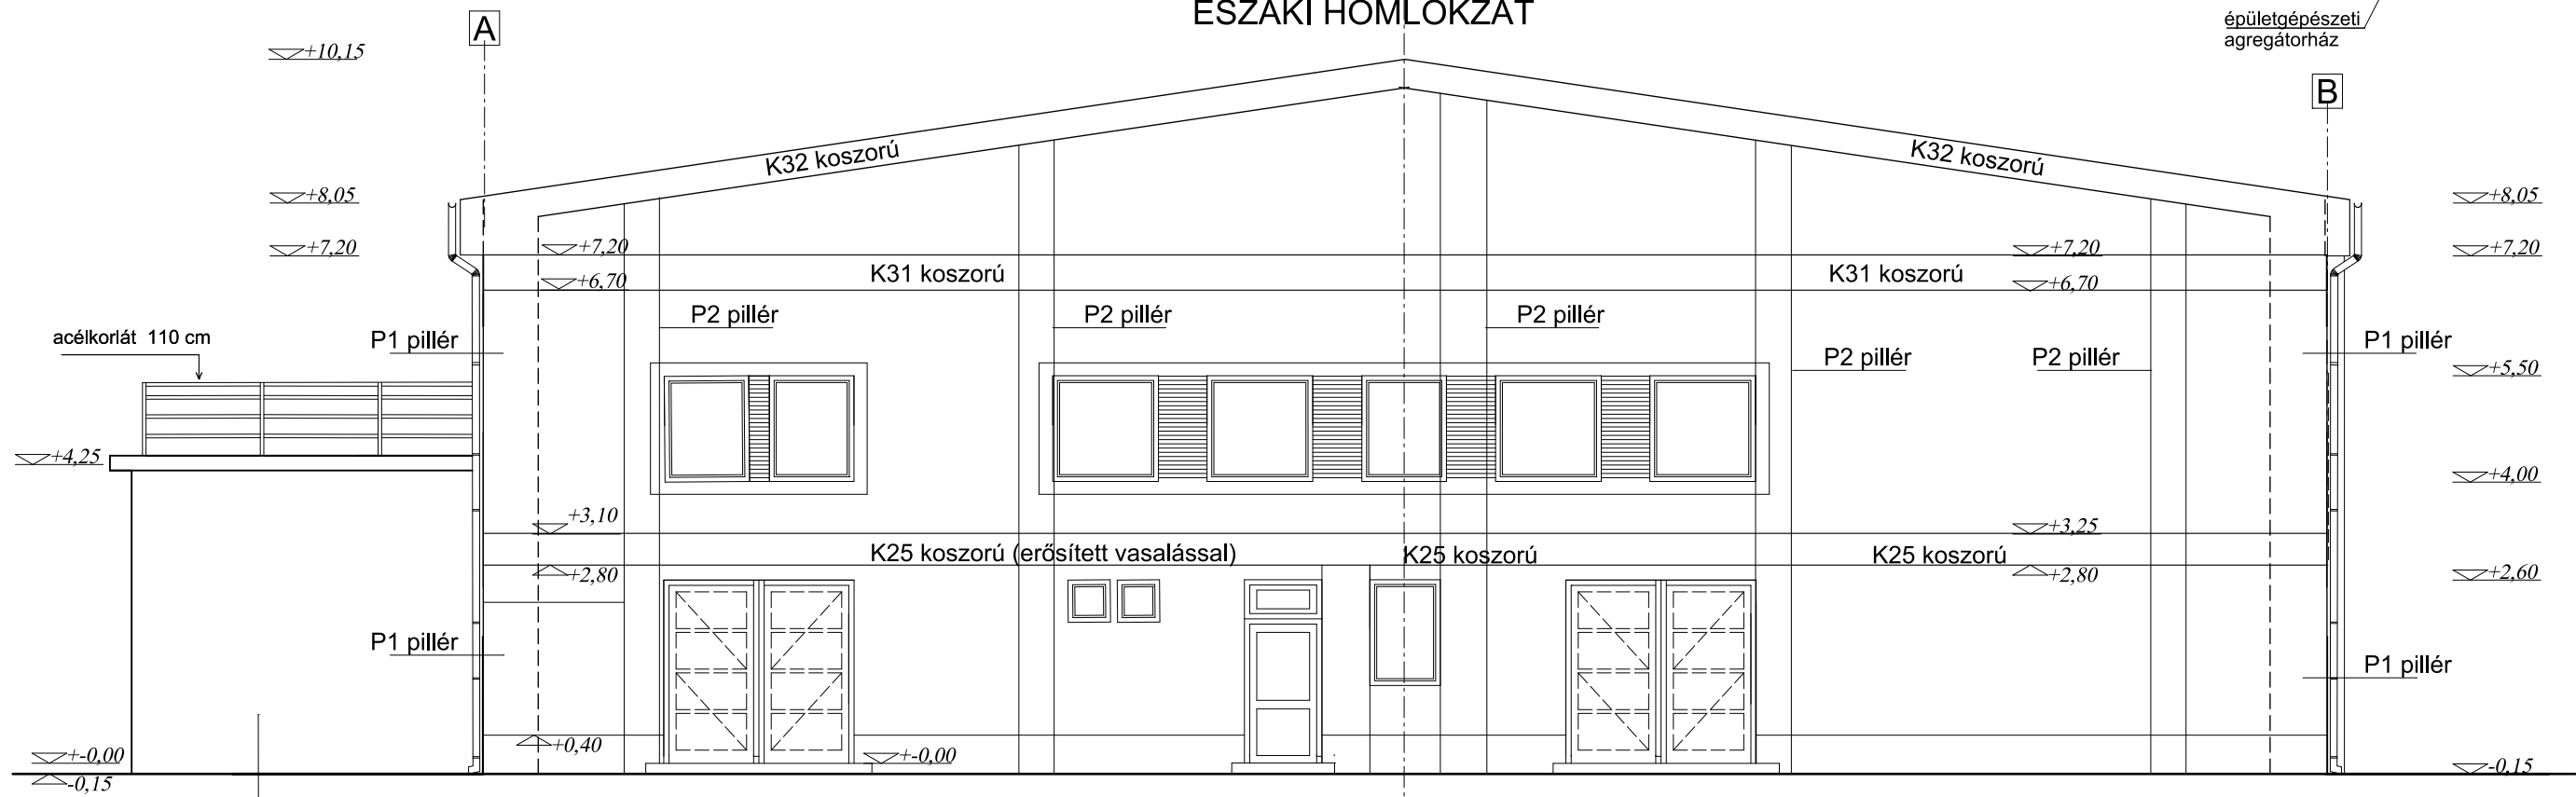 ÉSZAKI HOMLOKZAT
épületgépészeti
agregátorház
A
+10,15
B
K32 koszorú
K32 koszorú
+8,05
+8,05
+7,20
+7,20
+7,20
+7,20
K31 koszorú
K31 koszorú
+6,70
+6,70
P2 pillér
P2 pillér
P2 pillér
acélkorlát 110 cm
P1 pillér
P1 pillér
P2 pillér
P2 pillér
+5,50
+4,25
+4,00
+3,10
+3,25
K25 koszorú (erősített vasalással)
K25 koszorú
K25 koszorú
+2,80
+2,80
+2,60
P1 pillér
P1 pillér
+0,40
+-0,00
+-0,00
-0,15
-0,15